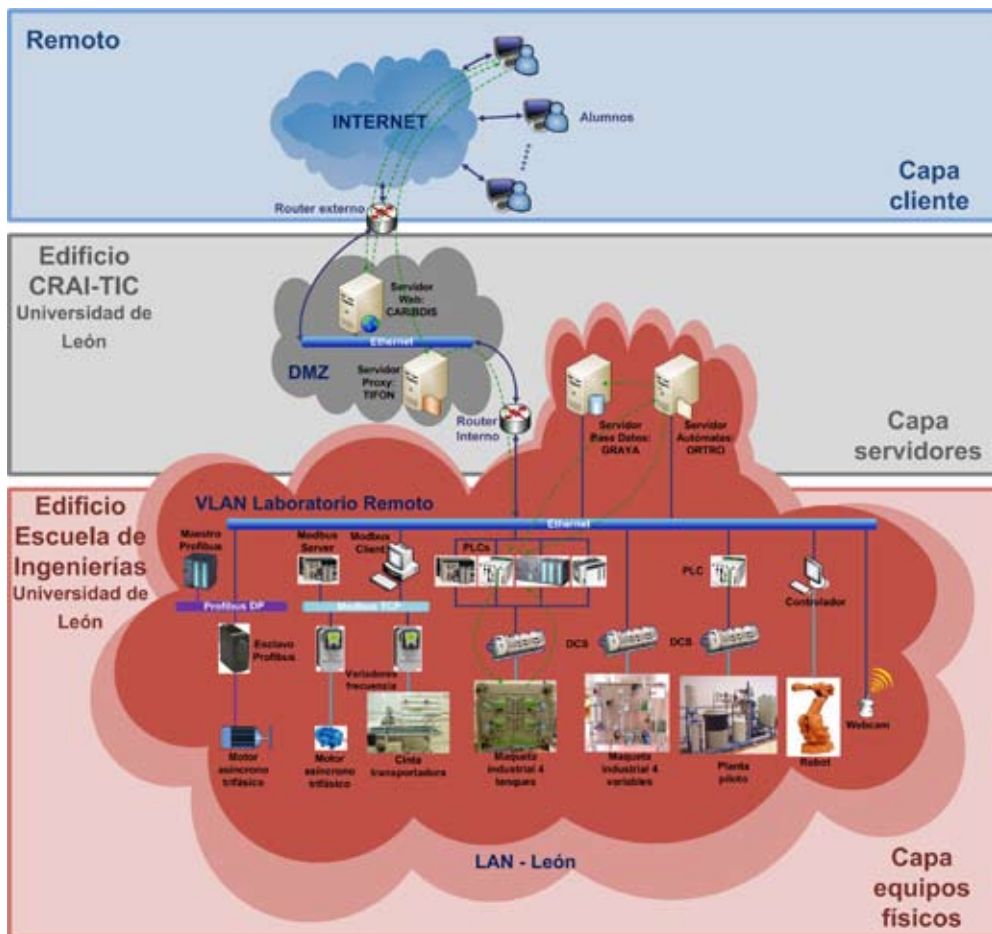 Remoto
INTERNET
Alumnos
Router externo
Capa
cliente
Edificio
CRAI-TIC
Universidad de
León
Servidor
Web:
CARIBDIS
Ethernet
DMZ
Servidor
Proxy:
TIFON
Router
Interno
Servidor
Base Datos:
GRAYA
Servidor
Autómatas:
ORTRO
Capa
servidores
Edificio
Escuela de
Ingenierías
Universidad de
León
VLAN Laboratorio Remoto
Ethernet
Maestro
Profibus
Modbus
Server
Modbus
Client
PLCs
PLC
Controlador
Profibus DP
Modbus TCP
Esclavo
Profibus
Variadores
frecuencia
DCS
DCS
Webcam
Motor
asíncrono
trifásico
Motor
asíncrono
trifásico
Cinta
transportadora
Maqueta
industrial 4
tanques
Maqueta
industrial 4
variables
Planta
piloto
Robot
LAN - León
Capa
equipos
físicos